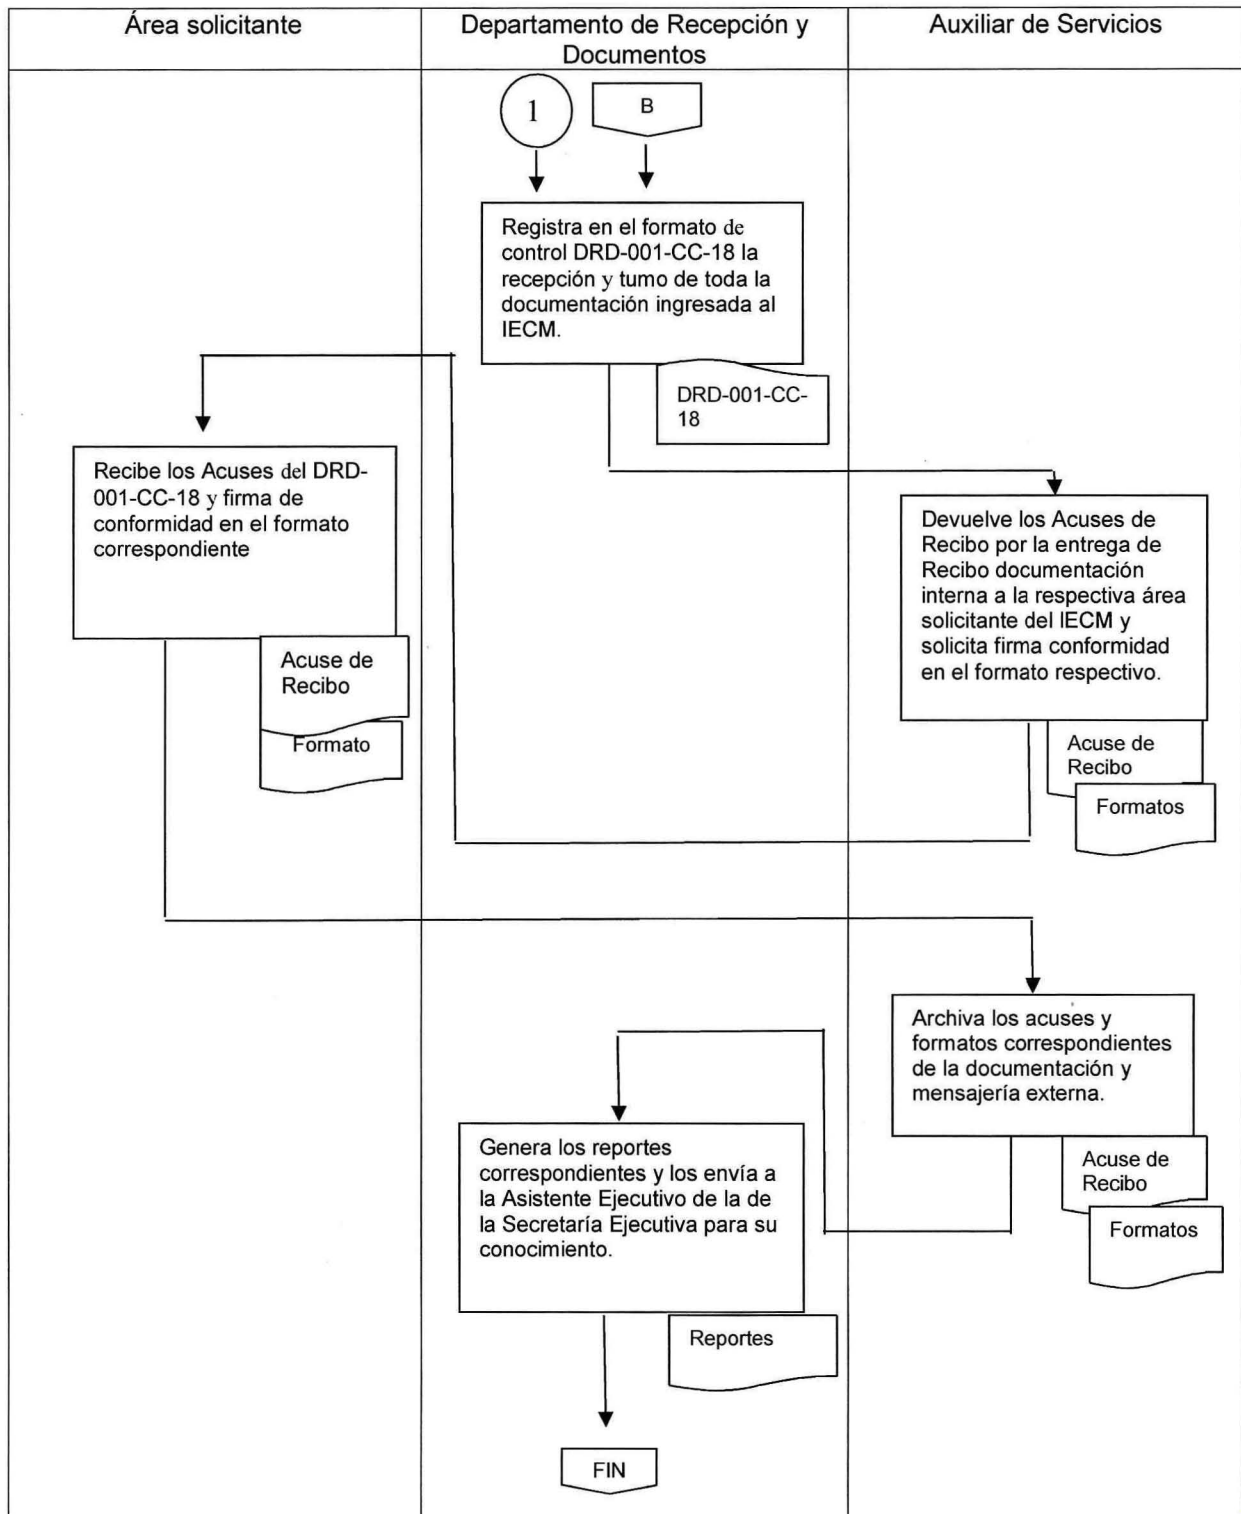 Área solicitante
Departamento de Recepción y
Documentos
Auxiliar de Servicios
1
B
Registra en el formato de
control DRD-001-CC-18 la
recepción y tumo de toda la
documentación ingresada al
IECM.
DRD-001-CC-
18
Recibe los Acuses del DRD-
001-CC-18 y firma de
conformidad en el formato
correspondiente
Acuse de
Recibo
Formato
Devuelve los Acuses de
Recibo por la entrega de
Recibo documentación
interna a la respectiva área
solicitante del IECM y
solicita firma conformidad
en el formato respectivo.
Acuse de
Recibo
Formatos
Archiva los acuses y
formatos correspondientes
de la documentación y
mensajería externa.
Acuse de
Recibo
Formatos
Genera los reportes
correspondientes y los envía a
la Asistente Ejecutivo de la de
la Secretaría Ejecutiva para su
conocimiento.
Reportes
FIN